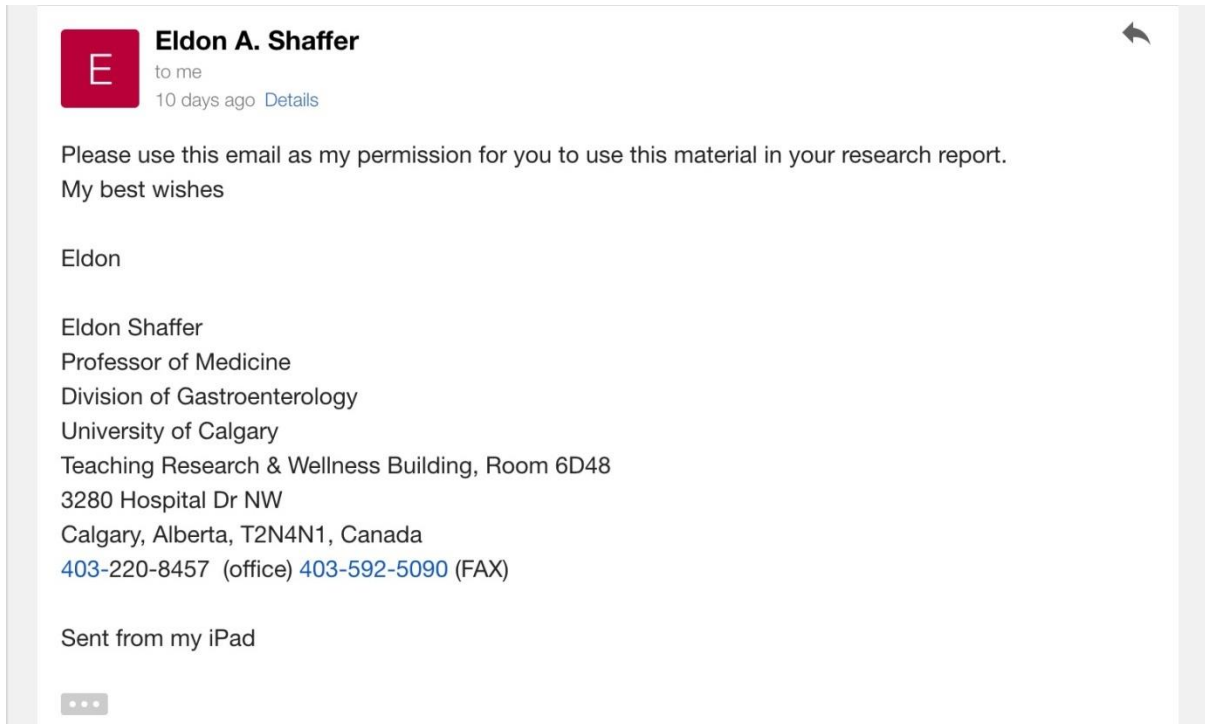 E
Eldon A. Shaffer
to me
10 days ago Details
Please use this email as my permission for you to use this material in your research report.
My best wishes
Eldon
Eldon Shaffer
Professor of Medicine
Division of Gastroenterology
University of Calgary
Teaching Research & Wellness Building, Room 6D48
3280 Hospital Dr NW
Calgary, Alberta, T2N4N1, Canada
403-220-8457  (office) 403-592-5090 (FAX)
Sent from my iPad